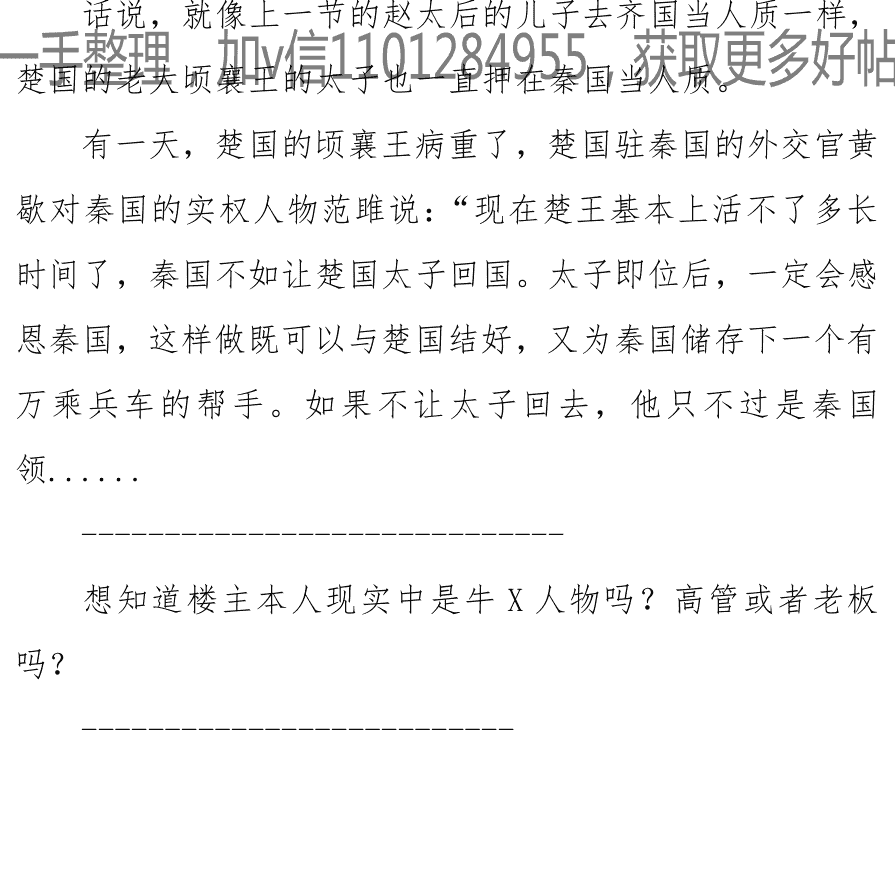 话说，就像上一节的赵太后的儿子去齐国当人质一样，
一手整理，加v信1101284955，获取更多好帖
楚国的老大顷襄王的太子也一直押在秦国当人质。
有一天，楚国的顷襄王病重了，楚国驻秦国的外交官黄
歇对秦国的实权人物范雎说：“现在楚王基本上活不了多长
时间了，秦国不如让楚国太子回国。太子即位后，一定会感
恩秦国，这样做既可以与楚国结好，又为秦国储存下一个有
万乘兵车的帮手。如果不让太子回去，他只不过是秦国
领......
-----------------------------
想知道楼主本人现实中是牛 X 人物吗？高管或者老板
吗？
--------------------------